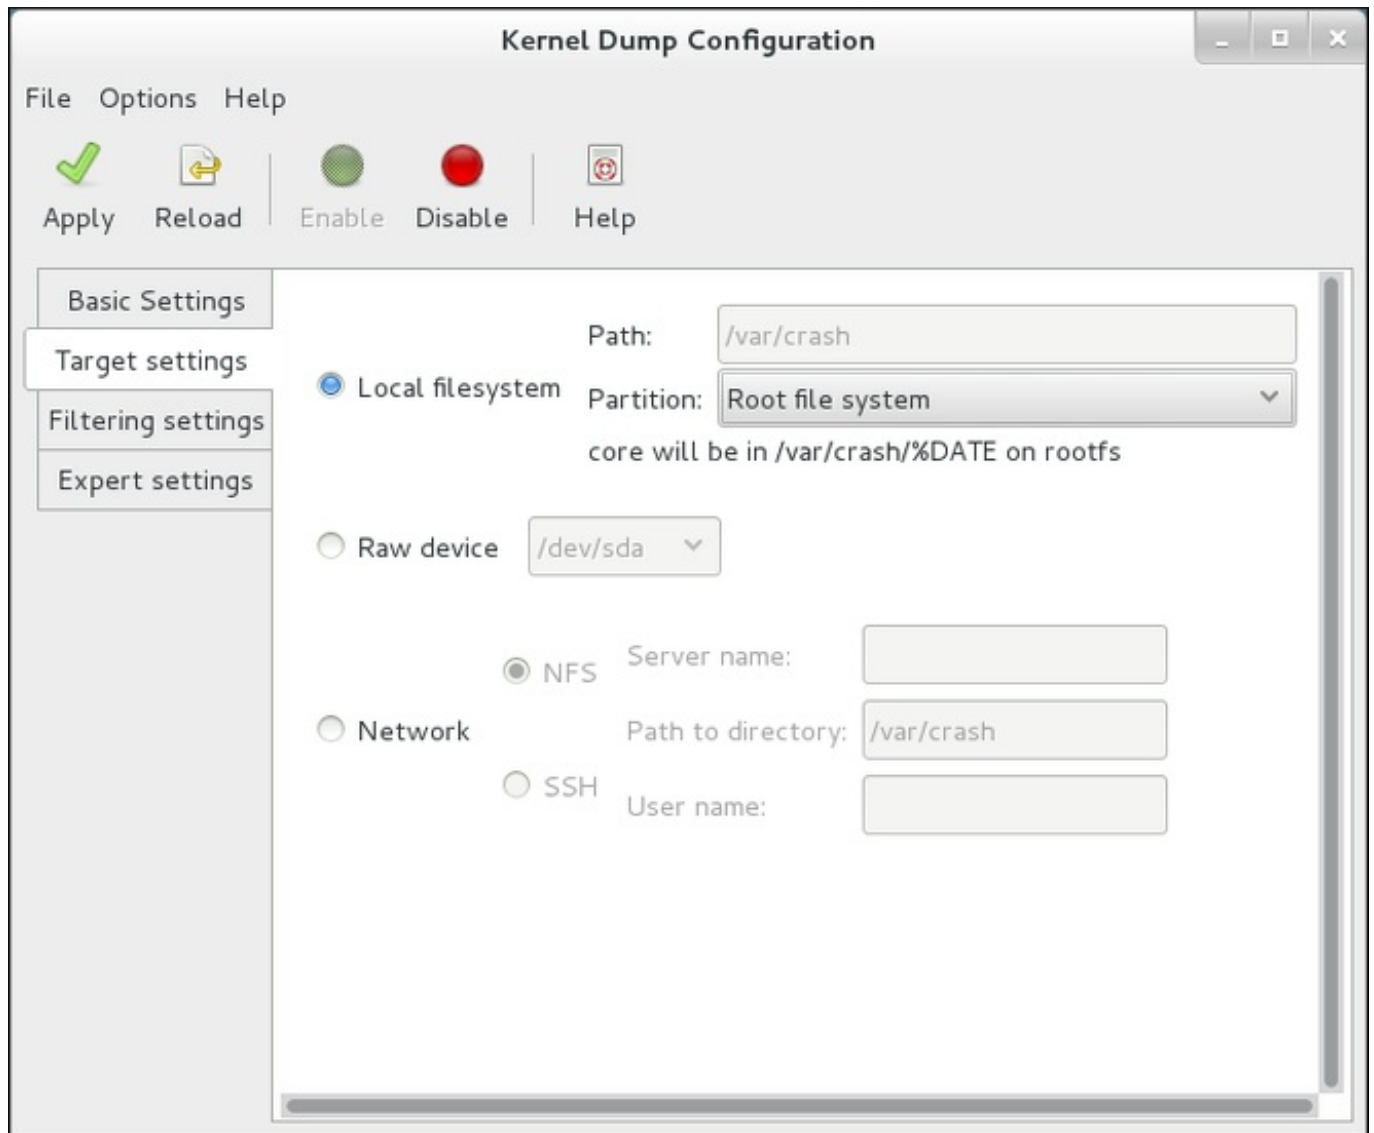 Kernel Dump Configuration
File Options Help
Apply Reload Enable Disable Help
Basic Settings
Target settings
Filtering settings
Expert settings
Path: /var/crash
Local filesystem
Partition: Root file system
core will be in /var/crash/%DATE on rootfs
Raw device /dev/sda
NFS
Server name:
Network
Path to directory: /var/crash
SSH
User name: